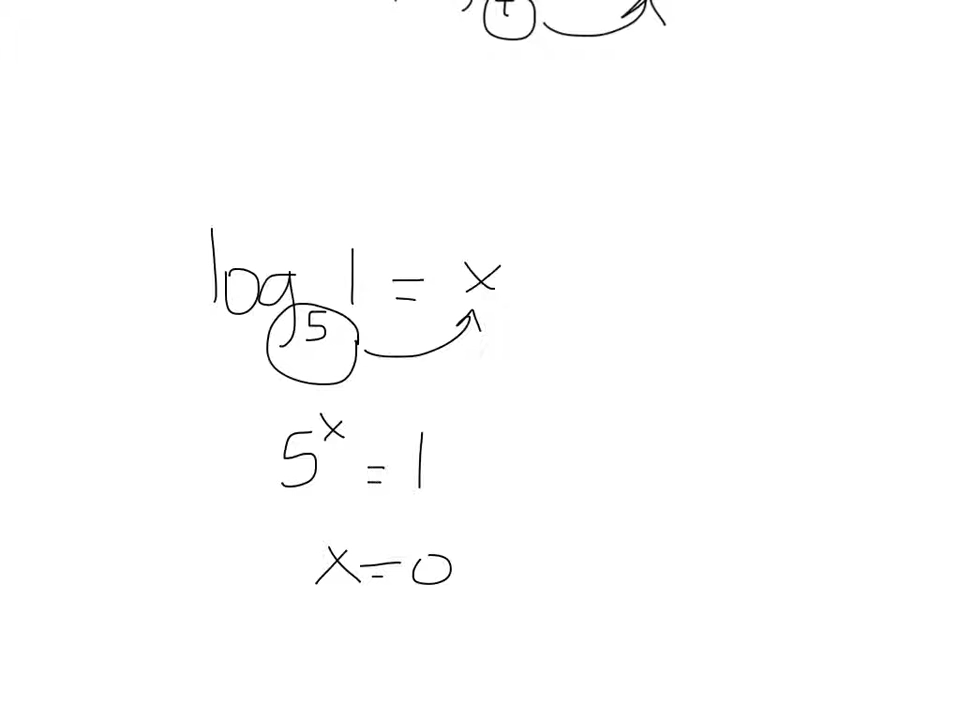 log₅ 1 = x
5ˣ = 1
x = 0